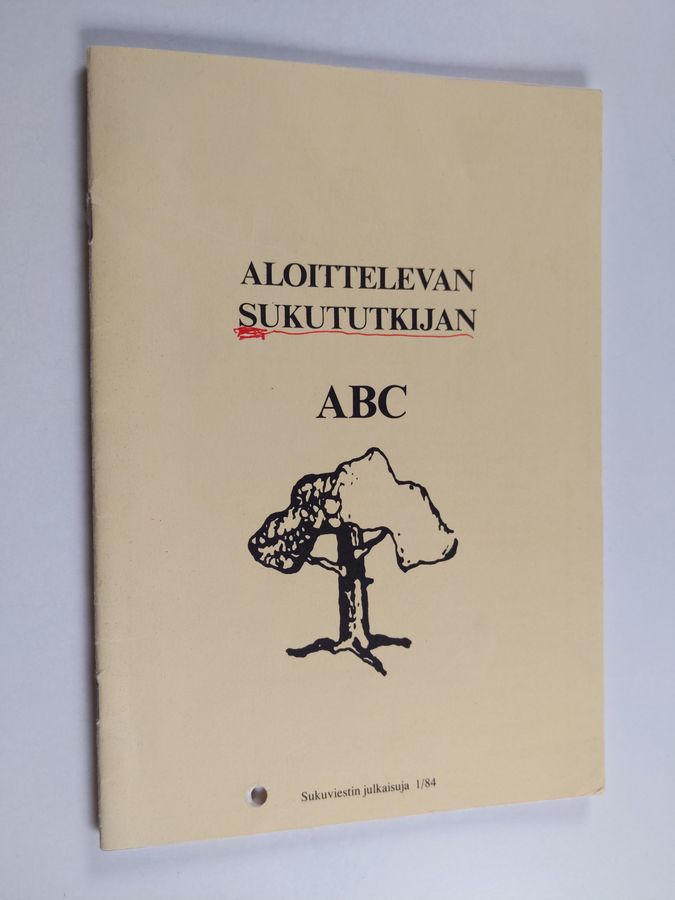 ALOITTELEVAN
SUKUTUTKIJAN
ABC
Sukuviestin julkaisuja 1/84